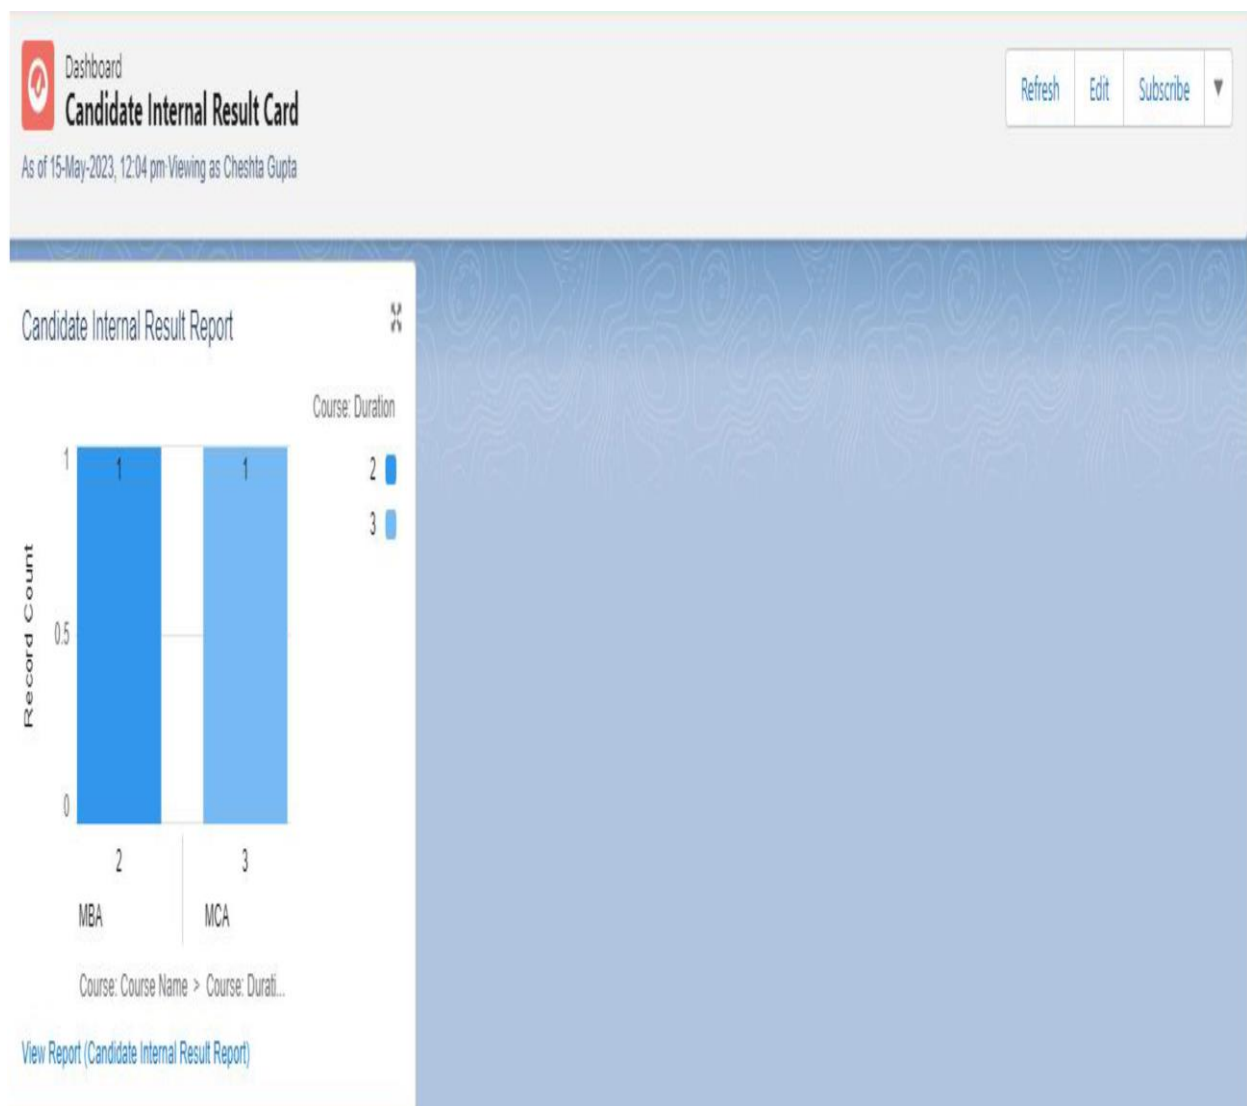 Dashboard
Candidate Internal Result Card
As of 15-May-2023, 12:04 pm·Viewing as Cheshta Gupta
Refresh
Edit
Subscribe
Candidate Internal Result Report
Course: Duration
2
3
Record Count
1
0.5
0
1
1
2
3
MBA
MCA
Course: Course Name > Course: Durati...
View Report (Candidate Internal Result Report)